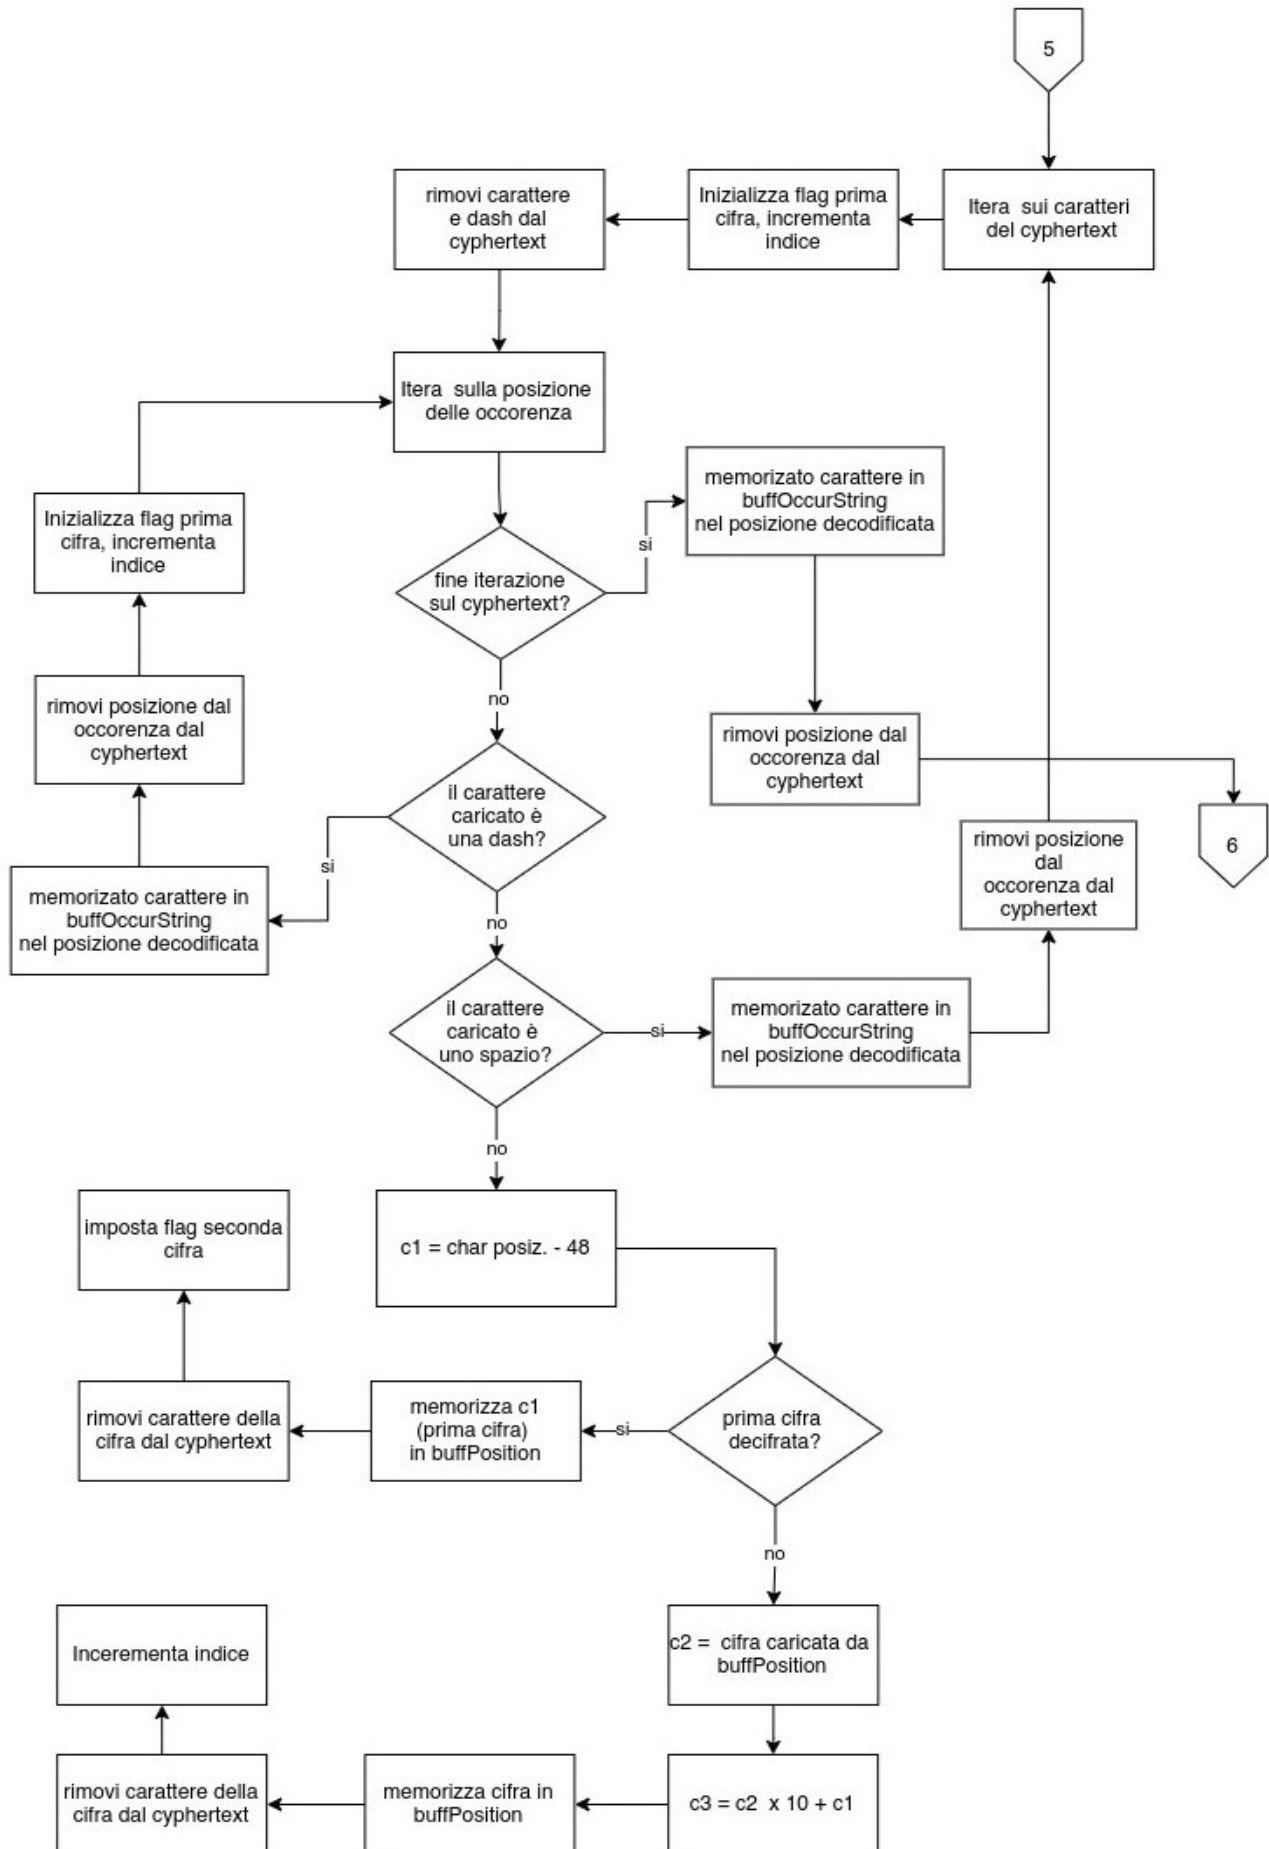 5
Itera sui caratteri
del cyphertext
Inizializza flag prima
cifra, incrementa
indice
rimovi carattere
e dash dal
cyphertext
Itera sulla posizione
delle occorenza
fine iterazione
sul cyphertext?
si
memorizato carattere in
buffOccurString
nel posizione decodificata
rimovi posizione dal
occorenza dal
cyphertext
6
no
il carattere
caricato è
una dash?
si
memorizato carattere in
buffOccurString
nel posizione decodificata
rimovi posizione dal
occorenza dal
cyphertext
Inizializza flag prima
cifra, incrementa
indice
no
il carattere
caricato è
uno spazio?
si
memorizato carattere in
buffOccurString
nel posizione decodificata
rimovi posizione
dal
occorenza dal
cyphertext
no
c1 = char posiz. - 48
prima cifra
decifrata?
si
memorizza c1
(prima cifra)
in buffPosition
rimovi carattere della
cifra dal cyphertext
imposta flag seconda
cifra
no
c2 = cifra caricata da
buffPosition
c3 = c2 x 10 + c1
memorizza cifra in
buffPosition
rimovi carattere della
cifra dal cyphertext
Incerementa indice